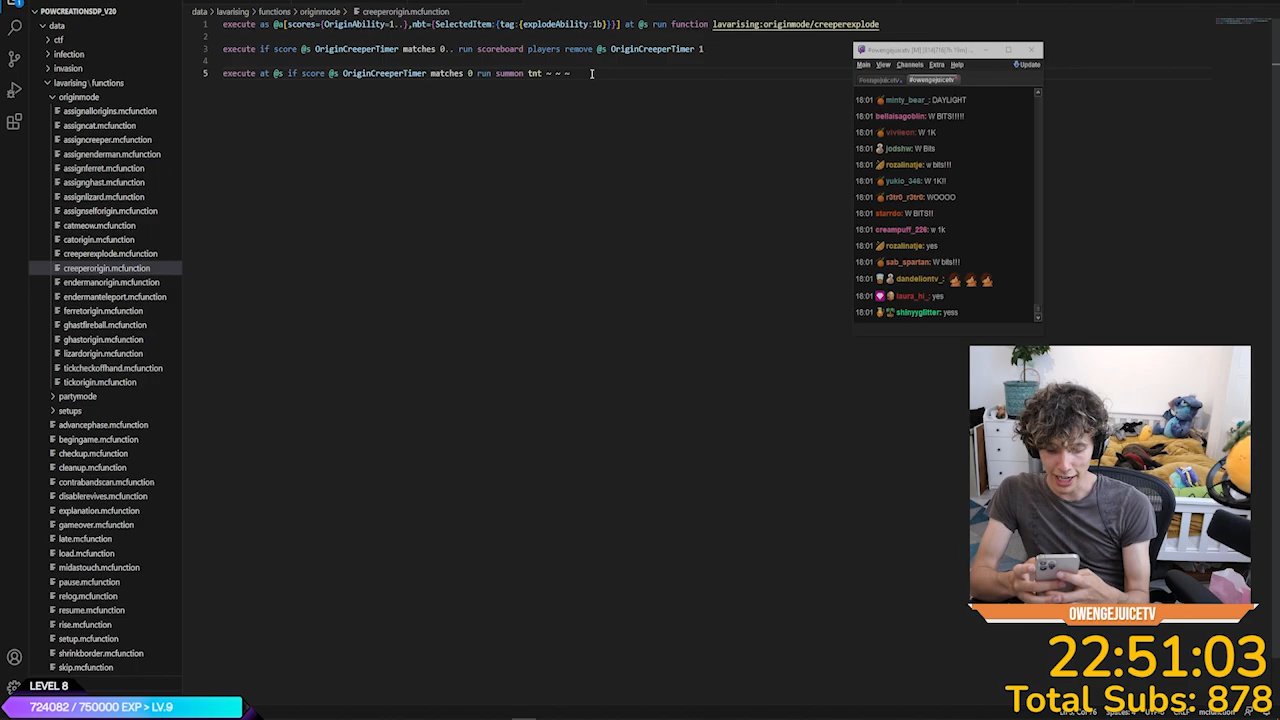 POWCREATIONSDP_V20
data
ctf
infection
invasion
lavarising \ functions
originmode
assignallorigins.mcfunction
assigncat.mcfunction
assigncreeper.mcfunction
assignenderman.mcfunction
assignferret.mcfunction
assignghast.mcfunction
assignlizard.mcfunction
assignselforigin.mcfunction
catmeow.mcfunction
catorigin.mcfunction
creeperexplode.mcfunction
creeperorigin.mcfunction
endermanorigin.mcfunction
endermanteleport.mcfunction
ferretorigin.mcfunction
ghastfireball.mcfunction
ghastorigin.mcfunction
lizardorigin.mcfunction
tickcheckoffhand.mcfunction
tickorigin.mcfunction
partymode
setups
advancephase.mcfunction
begingame.mcfunction
checkup.mcfunction
cleanup.mcfunction
contrabandscan.mcfunction
disablerevives.mcfunction
explanation.mcfunction
gameover.mcfunction
late.mcfunction
load.mcfunction
midastouch.mcfunction
pause.mcfunction
relog.mcfunction
resume.mcfunction
rise.mcfunction
setup.mcfunction
shrinkborder.mcfunction
skip.mcfunction
data > lavarising > functions > originmode > creeperorigin.mcfunction
1 execute as @a[scores={OriginAbility=1..},nbt={SelectedItem:{tag:{explodeAbility:1b}}}] at @s run function lavarising:originmode/creeperexplode
2
3 execute if score @s OriginCreeperTimer matches 0.. run scoreboard players remove @s OriginCreeperTimer 1
4
5 execute at @s if score @s OriginCreeperTimer matches 0 run summon tnt ~ ~ ~
Main View Channels Extra Help Update
#owengejuicetv
18:01 minty_bear_: DAYLIGHT
18:01 bellaisagoblin: W BITS!!!!!
18:01 viviieon: W 1K
18:01 jodshw: W Bits
18:01 rozalinatje: w bits!!!
18:01 yukio_346: W 1K!!
18:01 r3tr0_r3tr0: WOOOO
18:01 starrdo: W BITS!!
18:01 creampuff_226: w 1k
18:01 rozalinatje: yes
18:01 sab_spartan: W bits!!!
18:01 dandeliontv_:
18:01 laura_hi_: yes
18:01 shinyyglitter: yess
OWENGEJUICETV
22:51:03
Total Subs: 878
LEVEL 8
724082 / 750000 EXP > LV.9